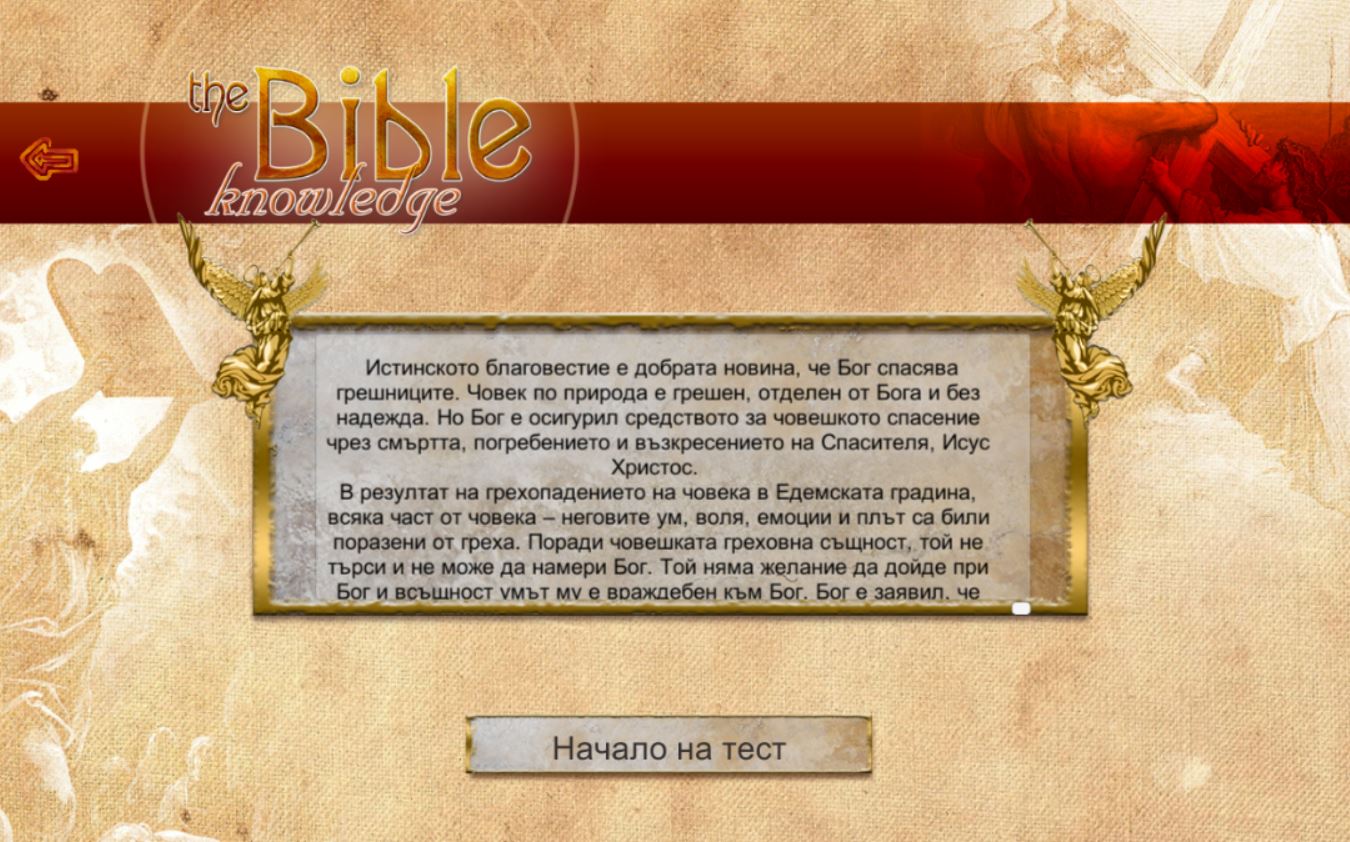 the Bible
knowledge
Истинското благовестие е добрата новина, че Бог спасява
грешниците. Човек по природа е грешен, отделен от Бога и без
надежда. Но Бог е осигурил средството за човешкото спасение
чрез смъртта, погребението и възкресението на Спасителя, Исус
Христос.
В резултат на грехопадението на човека в Едемската градина,
всяка част от човека – неговите ум, воля, емоции и плът са били
поразени от греха. Поради човешката греховна същност, той не
търси и не може да намери Бог. Той няма желание да дойде при
Бог и всъщност умът му е враждебен към Бог. Бог е заявил, че
Начало на тест